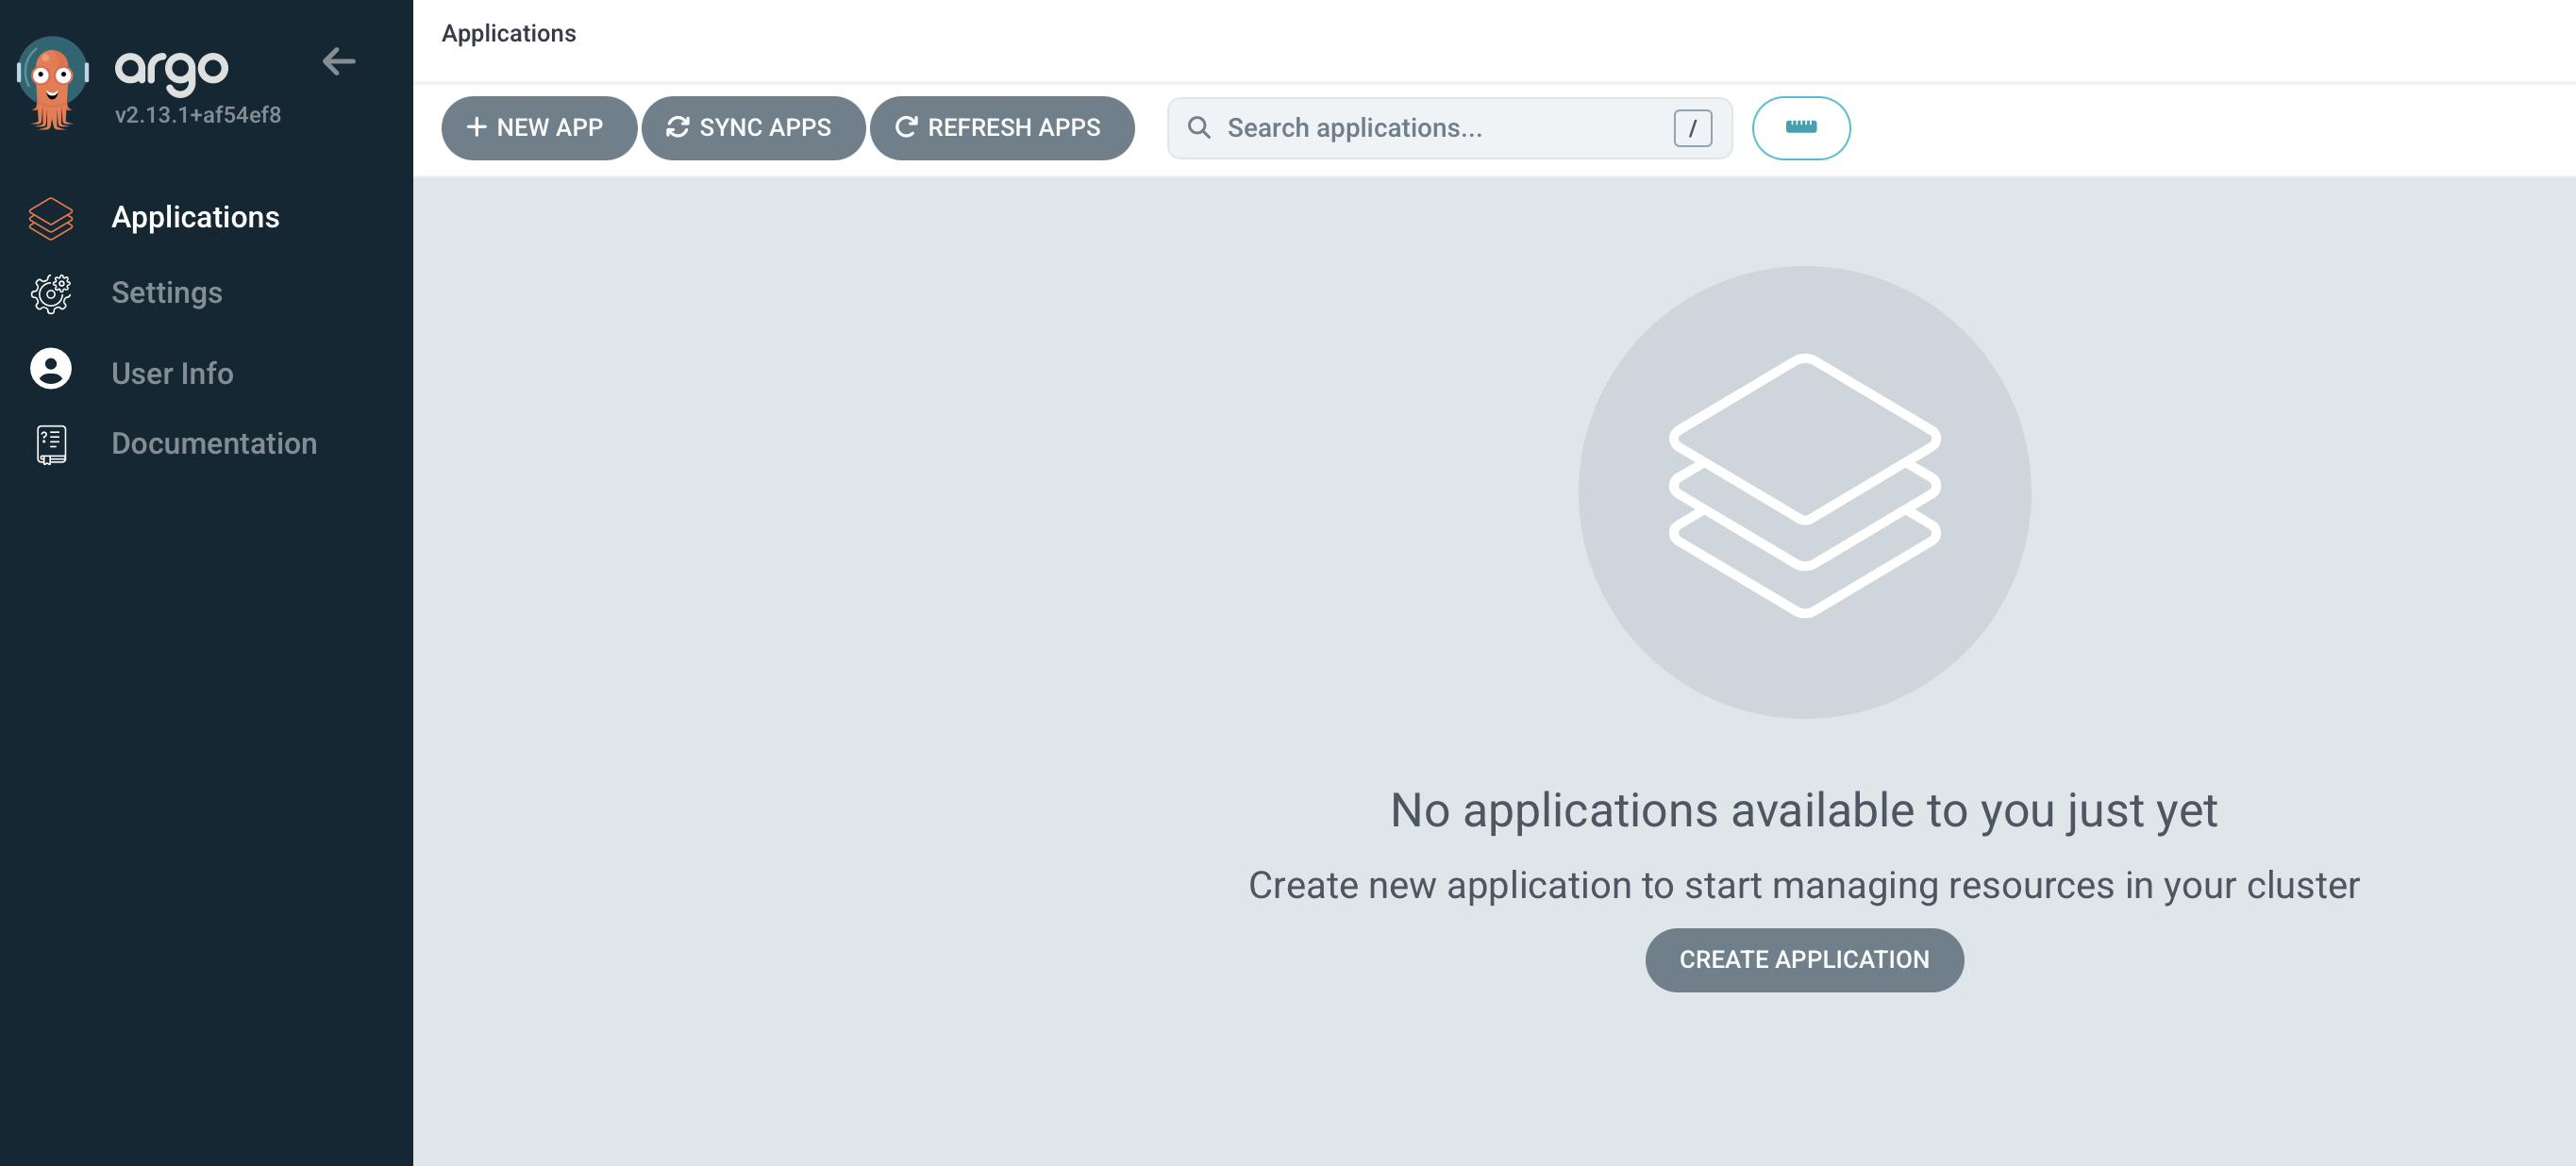 argo
v2.13.1+af54ef8
Applications
Settings
User Info
Documentation
Applications
+ NEW APP SYNC APPS REFRESH APPS Search applications... /
No applications available to you just yet
Create new application to start managing resources in your cluster
CREATE APPLICATION